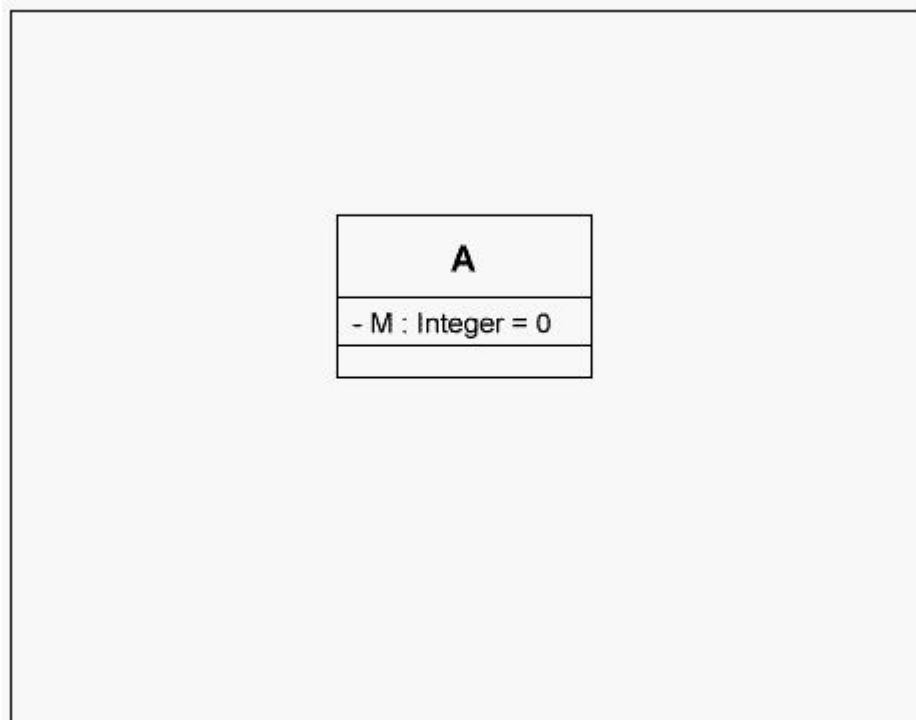 A
- M : Integer = 0